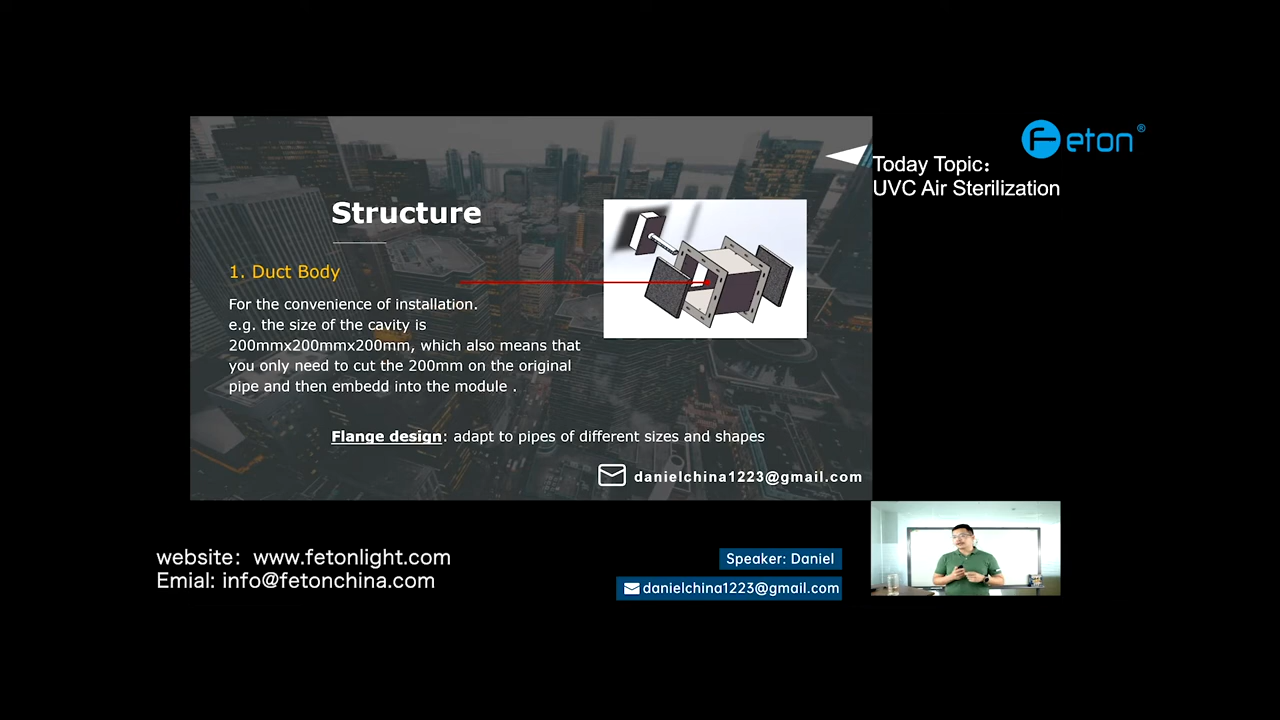 Feton®
Today Topic：
UVC Air Sterilization
Structure
1. Duct Body
For the convenience of installation.
e.g. the size of the cavity is
200mmx200mmx200mm, which also means that
you only need to cut the 200mm on the original
pipe and then embedd into the module .
Flange design: adapt to pipes of different sizes and shapes
danielchina1223@gmail.com
website：www.fetonlight.com
Emial: info@fetonchina.com
Speaker: Daniel
danielchina1223@gmail.com